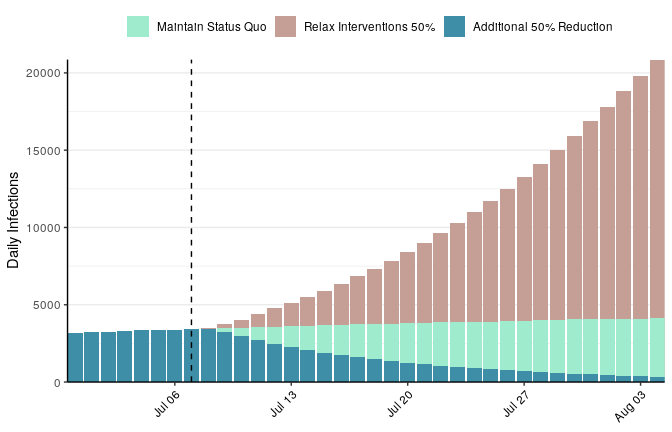 Maintain Status Quo Relax Interventions 50% Additional 50% Reduction
Daily Infections
20000
15000
10000
5000
0
Jul 06 Jul 13 Jul 20 Jul 27 Aug 03